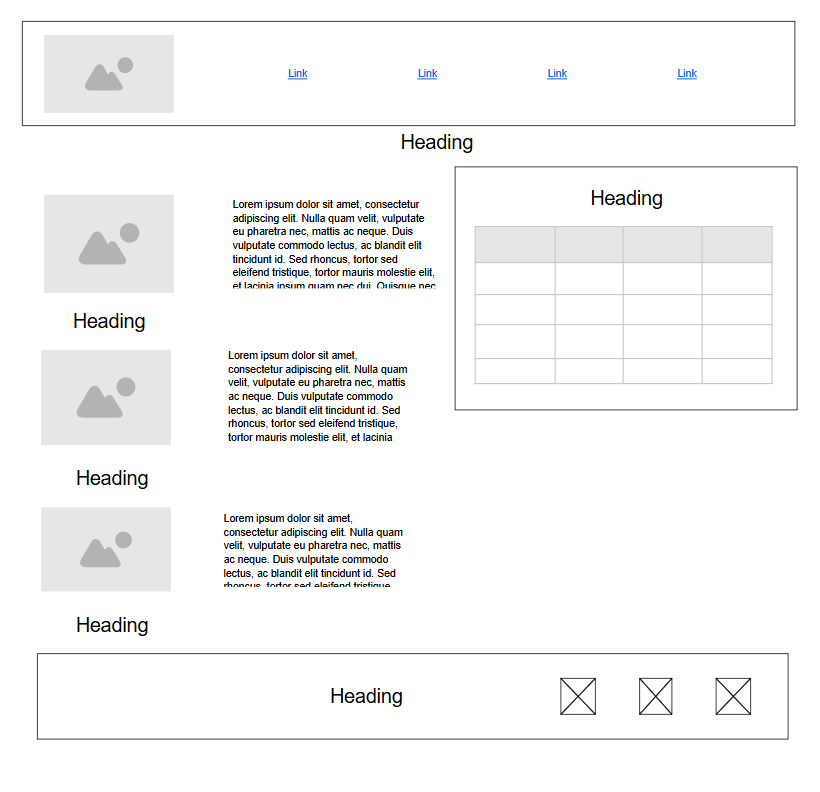 Link
Link
Link
Link
Heading
Lorem ipsum dolor sit amet, consectetur
adipiscing elit. Nulla quam velit, vulputate
eu pharetra nec, mattis ac neque. Duis
vulputate commodo lectus, ac blandit elit
tincidunt id. Sed rhoncus, tortor sed
eleifend tristique, tortor mauris molestie elit,
et lacinia ipsum quam nec dui. Quisque nec
Heading
Heading
Lorem ipsum dolor sit amet,
consectetur adipiscing elit. Nulla quam
velit, vulputate eu pharetra nec, mattis
ac neque. Duis vulputate commodo
lectus, ac blandit elit tincidunt id. Sed
rhoncus, tortor sed eleifend tristique,
tortor mauris molestie elit, et lacinia
Heading
Lorem ipsum dolor sit amet,
consectetur adipiscing elit. Nulla quam
velit, vulputate eu pharetra nec, mattis
ac neque. Duis vulputate commodo
lectus, ac blandit elit tincidunt id. Sed
rhoncus, tortor sed eleifend tristique
Heading
Heading